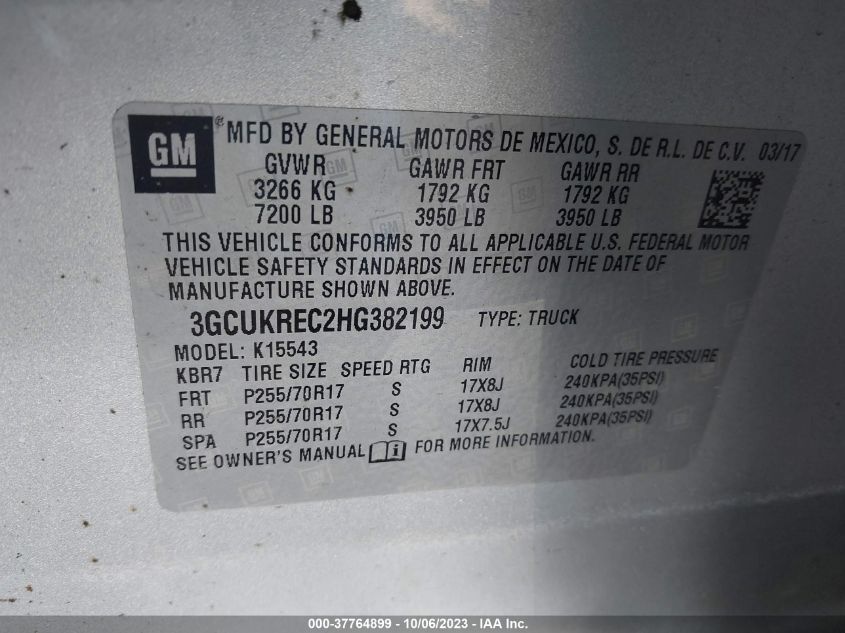 GM ® MFD BY GENERAL MOTORS DE MEXICO, S. DE R.L. DE C.V. 03/17
GVWR GAWR FRT GAWR RR
3266 KG 1792 KG 1792 KG
7200 LB 3950 LB 3950 LB
THIS VEHICLE CONFORMS TO ALL APPLICABLE U.S. FEDERAL MOTOR
VEHICLE SAFETY STANDARDS IN EFFECT ON THE DATE OF
MANUFACTURE SHOWN ABOVE.
3GCUKREC2HG382199 TYPE: TRUCK
MODEL: K15543
KBR7 TIRE SIZE SPEED RTG RIM COLD TIRE PRESSURE
FRT P255/70R17 S 17X8J 240KPA(35PSI)
RR P255/70R17 S 17X8J 240KPA(35PSI)
SPA P255/70R17 S 17X7.5J 240KPA(35PSI)
SEE OWNER'S MANUAL i FOR MORE INFORMATION.
000-37764899 - 10/06/2023 - IAA Inc.